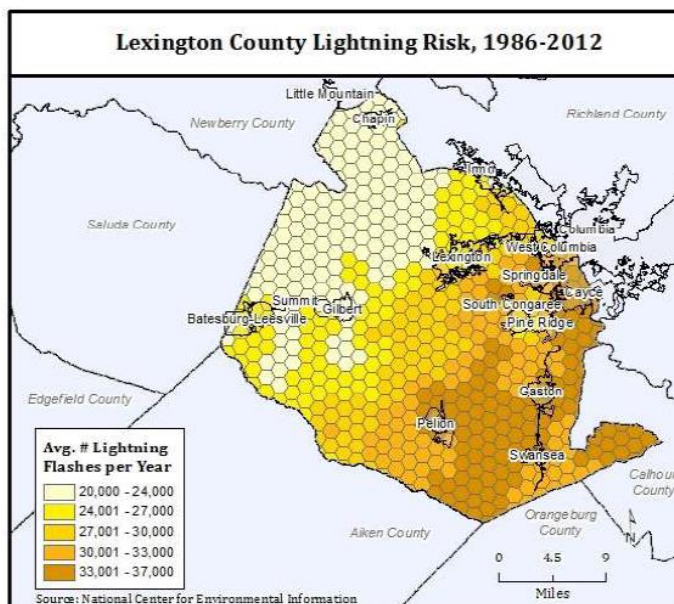 Lexington County Lightning Risk, 1986-2012
Little Mountain
Chapin
Newberry County
Richland County
Irmo
Saluda County
Columbia
West Columbia
Lexington
Springdale
Cayce
Summit
Gilbert
South Congaree
Batesburg-Leesville
Pine Ridge
Edgefield County
Gaston
Pelion
Swansea
Avg. # Lightning
Flashes per Year
20,000 - 24,000
24,001 - 27,000
27,001 - 30,000
30,001 - 33,000
33,001 - 37,000
Aiken County
Orangeburg
County
County
N
0 4.5 9
Miles
Source: National Center for Environmental Information